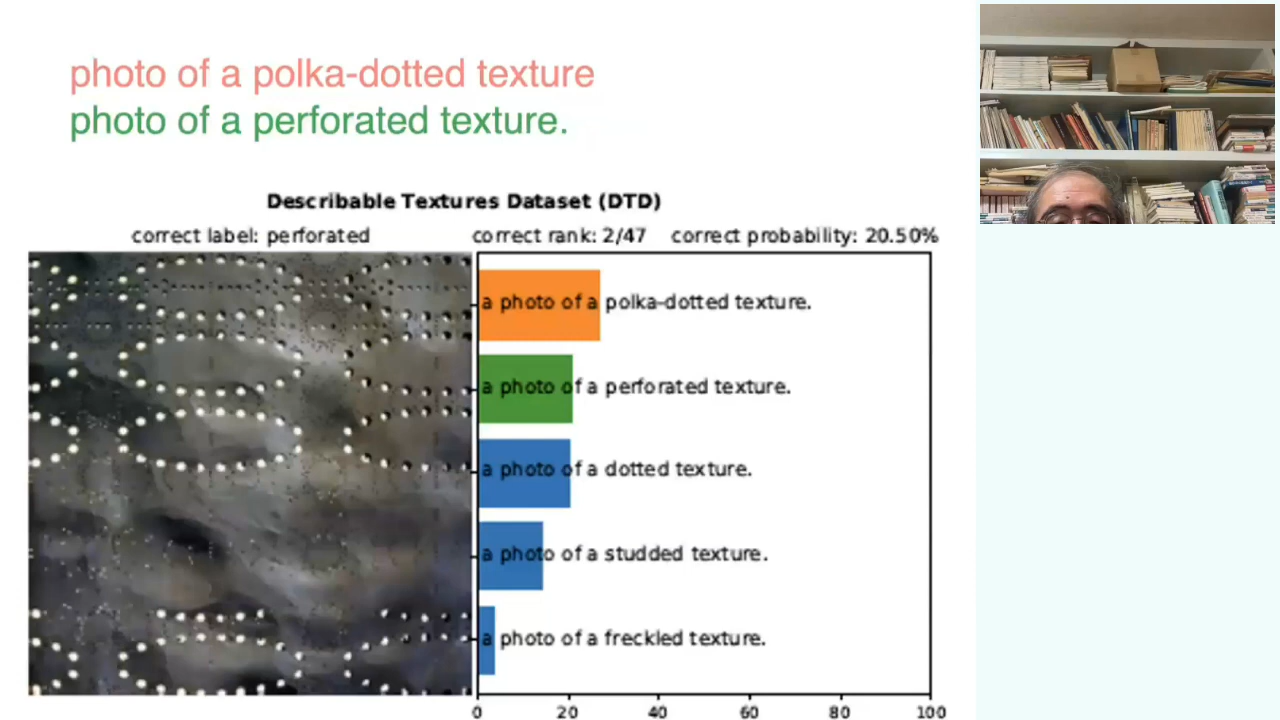 photo of a polka-dotted texture
photo of a perforated texture.
Describable Textures Dataset (DTD)
correct label: perforated
correct rank: 2/47 correct probability: 20.50%
a photo of a polka-dotted texture.
a photo of a perforated texture.
a photo of a dotted texture.
a photo of a studded texture.
a photo of a freckled texture.
0 20 40 60 80 100